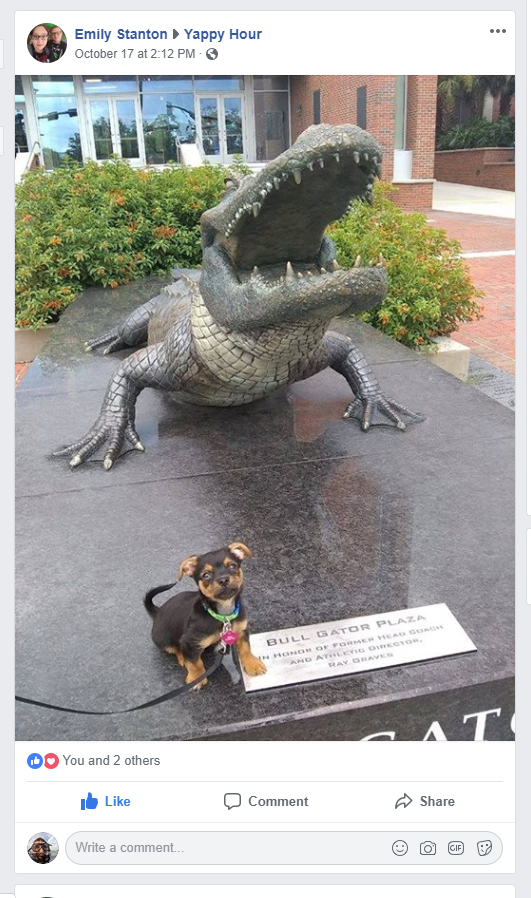 Emily Stanton ▶ Yappy Hour
October 17 at 2:12 PM ·
BULL GATOR PLAZA
IN HONOR OF FORMER HEAD COACH
AND ATHLETIC DIRECTOR,
RAY GRAVES
GATO
You and 2 others
Like Comment Share
Write a comment... GIF